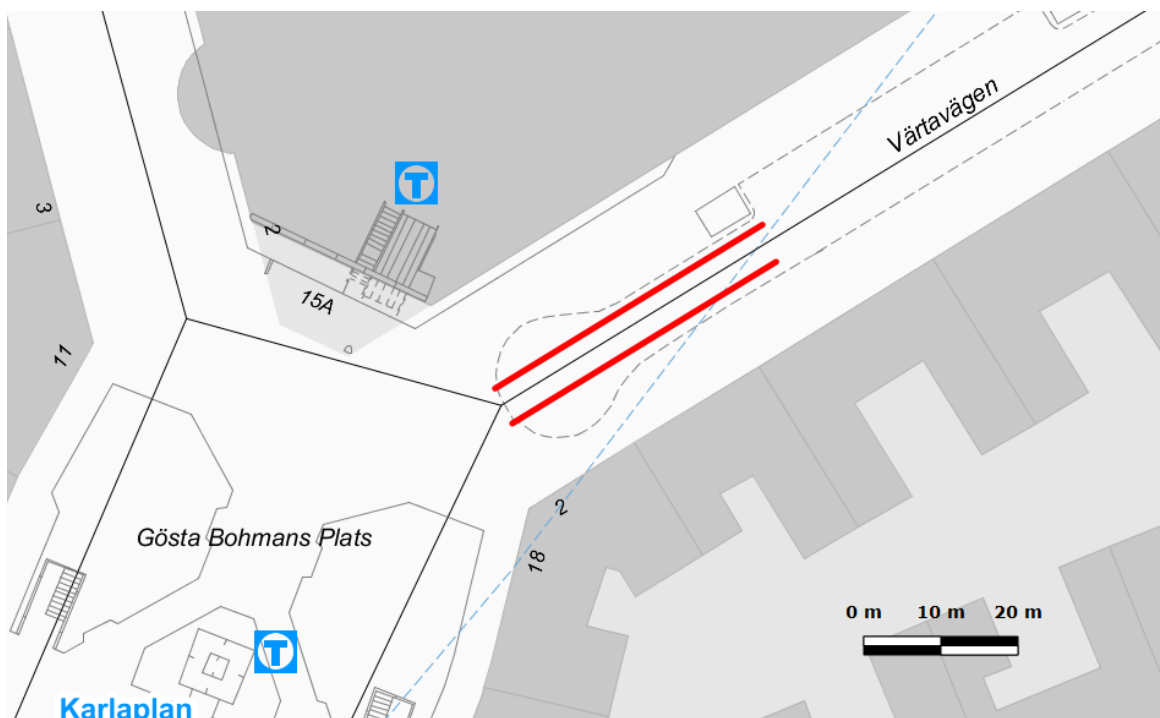 Värtavägen
T
3
2
15A
11
2
Gösta Bohmans Plats
18
0 m 10 m 20 m
T
Karlaplan